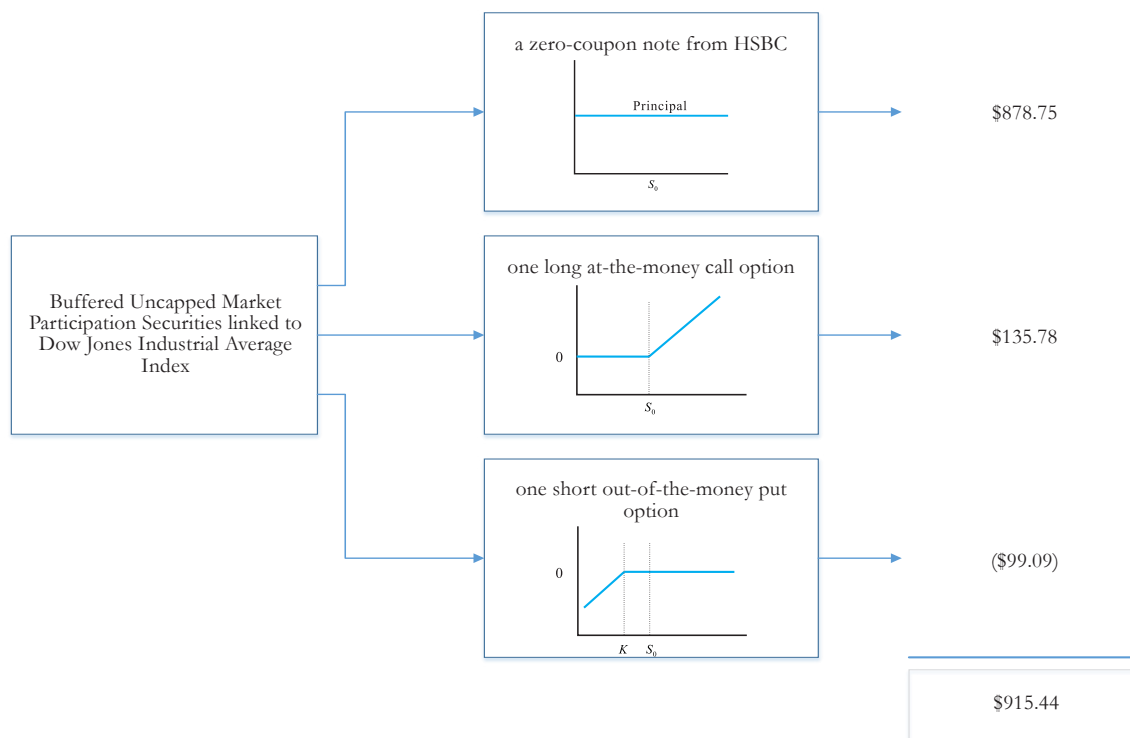 a zero-coupon note from HSBC
Principal
S₀
$878.75
Buffered Uncapped Market
Participation Securities linked to
Dow Jones Industrial Average
Index
one long at-the-money call option
0
S₀
$135.78
one short out-of-the-money put
option
0
K S₀
($99.09)
$915.44